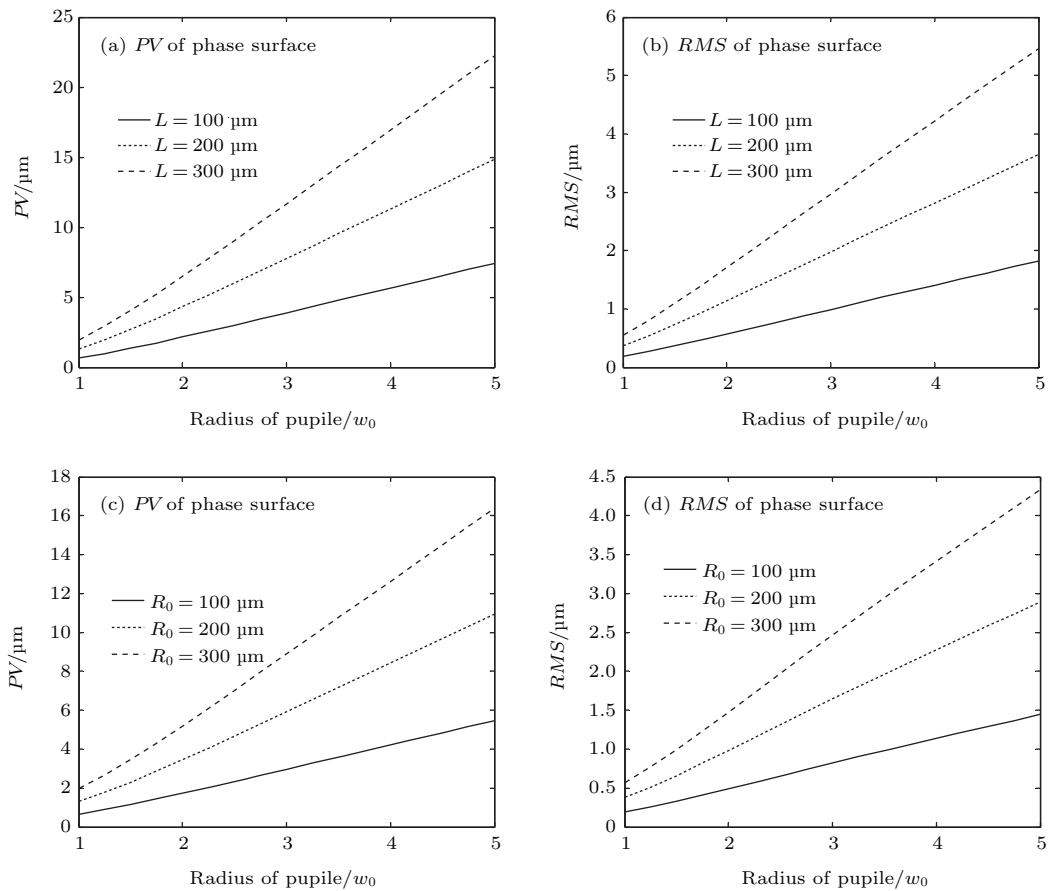 25
(a) PV of phase surface
20
L = 100 µm
L = 200 µm
L = 300 µm
15
PV/µm
10
5
0
1 2 3 4 5
Radius of pupile/w0
6
(b) RMS of phase surface
5
L = 100 µm
L = 200 µm
L = 300 µm
4
RMS/µm
3
2
1
0
1 2 3 4 5
Radius of pupile/w0
18
(c) PV of phase surface
16
14
12
R0 = 100 µm
R0 = 200 µm
R0 = 300 µm
10
PV/µm
8
6
4
2
0
1 2 3 4 5
Radius of pupile/w0
4.5
(d) RMS of phase surface
4.0
3.5
R0 = 100 µm
R0 = 200 µm
R0 = 300 µm
3.0
2.5
RMS/µm
2.0
1.5
1.0
0.5
0
1 2 3 4 5
Radius of pupile/w0